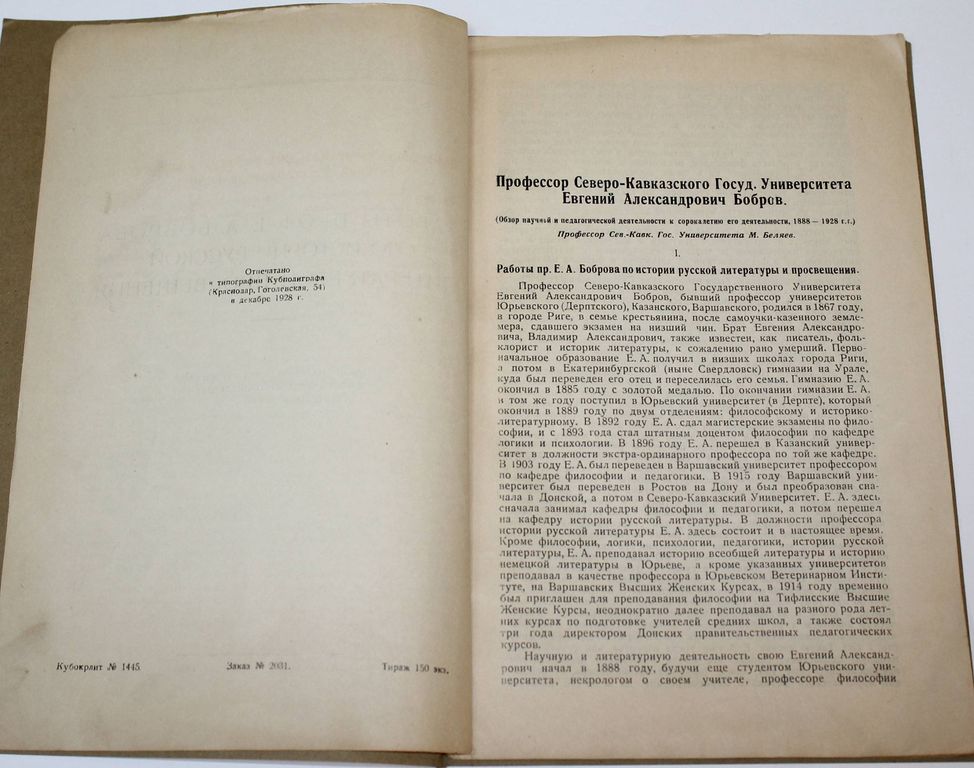 Отпечатано
в типографии Кубполиграфа
(Краснодар, Гоголевская, 54)
в декабре 1928 г.
Кубокрлит № 1445.
Заказ № 2031.
Тираж 150 экз.
Профессор Северо-Кавказского Госуд. Университета
Евгений Александрович Бобров.
(Обзор научной и педагогической деятельности к сорокалетию его деятельности, 1888 — 1928 г.г.)
Профессор Сев.-Кавк. Гос. Университета М. Беляев.
I.
Работы пр. Е. А. Боброва по истории русской литературы и просвещения.
Профессор Северо-Кавказского Государственного Университета
Евгений Александрович Бобров, бывший профессор университетов
Юрьевского (Дерптского), Казанского, Варшавского, родился в 1867 году,
в городе Риге, в семье крестьянина, после самоучки-казенного земле-
мера, сдавшего экзамен на низший чин. Брат Евгения Александро-
вича, Владимир Александрович, также известен, как писатель, фоль-
клорист и историк литературы, к сожалению рано умерший. Перво-
начальное образование Е. А. получил в низших школах города Риги,
а потом в Екатеринбургской (ныне Свердловск) гимназии на Урале,
куда был переведен его отец и переселилась его семья. Гимназию Е. А.
окончил в 1885 году с золотой медалью. По окончании гимназии Е. А.
в том же году поступил в Юрьевский университет (в Дерпте), который
окончил в 1889 году по двум отделениям: философскому и историко-
литературному. В 1892 году Е. А. сдал магистерские экзамены по фило-
софии, и с 1893 года стал штатным доцентом философии по кафедре
логики и психологии. В 1896 году Е. А. перешел в Казанский универ-
ситет в должности экстра-ординарного профессора по той же кафедре.
В 1903 году Е. А. был переведен в Варшавский университет профессором
по кафедре философии и педагогики. В 1915 году Варшавский уни-
верситет был переведен в Ростов на Дону и был преобразован сна-
чала в Донской, а потом в Северо-Кавказский Университет. Е. А. здесь
сначала занимал кафедры философии и педагогики, а потом перешел
на кафедру истории русской литературы. В должности профессора
истории русской литературы Е. А. здесь состоит и в настоящее время.
Кроме философии, логики, психологии, педагогики, истории русской
литературы, Е. А. преподавал историю всеобщей литературы и историю
немецкой литературы в Юрьеве, а кроме указанных университетов
преподавал в качестве профессора в Юрьевском Ветеринарном Инсти-
туте, на Варшавских Высших Женских Курсах, в 1914 году временно
был приглашен для преподавания философии на Тифлисские Высшие
Женские Курсы, неоднократно далее преподавал на разного рода лет-
них курсах по подготовке учителей средних школ, а также состоял
три года директором Донских правительственных педагогических
курсов.
Научную и литературную деятельность свою Евгений Александ-
рович начал в 1888 году, будучи еще студентом Юрьевского уни-
верситета, некрологом о своем учителе, профессоре философии